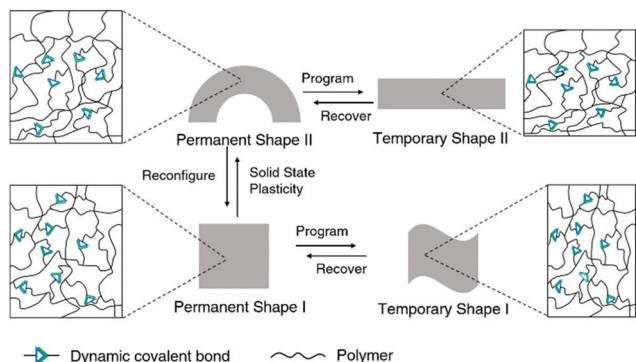 Program
Recover
Permanent Shape II
Temporary Shape II
Reconfigure
Solid State
Plasticity
Program
Recover
Permanent Shape I
Temporary Shape I
Dynamic covalent bond
Polymer